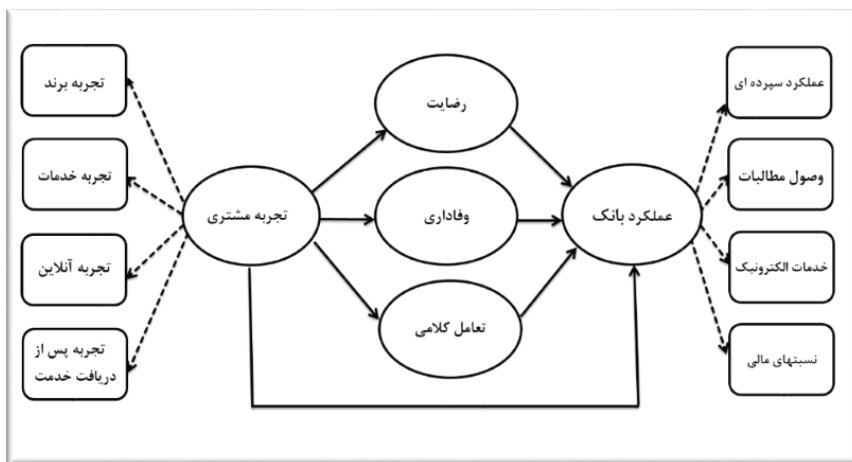 عملکرد سپرده ای
رضایت
تجربه برند
وصول مطالبات
تجربه خدمات
عملکرد بانک
وفاداری
تجربه مشتری
خدمات الکترونیک
تجربه آنلاین
تعامل کلامی
نسبتهای مالی
تجربه پس از
دریافت خدمت